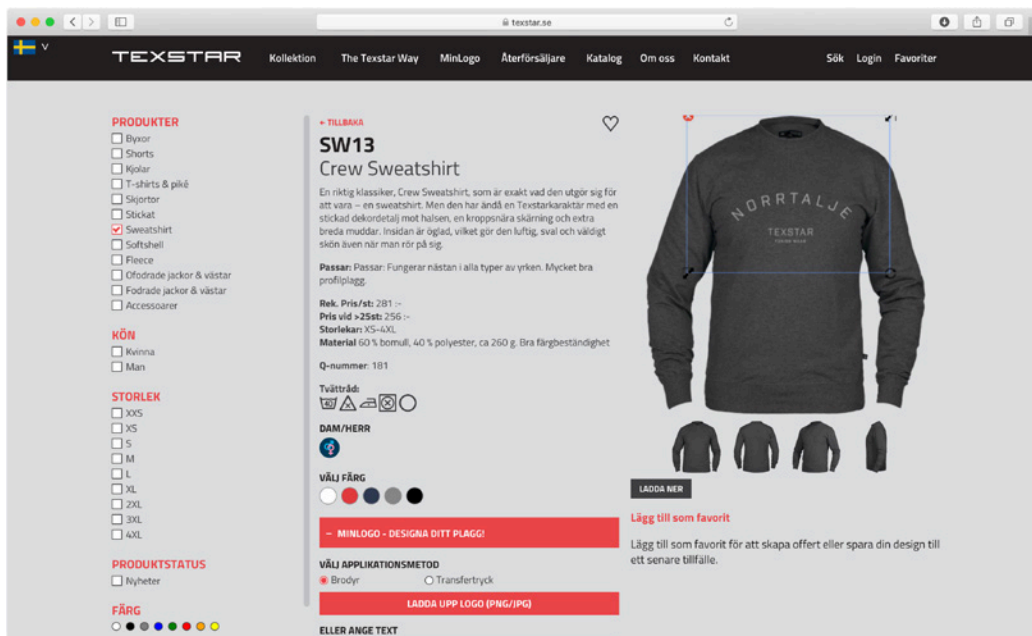 texstar.se
V
TEXSTAR
Kollektion
The Texstar Way
MinLogo
Återförsäljare
Katalog
Om oss
Kontakt
Sök
Login
Favoriter
PRODUKTER
Byxor
Shorts
Kjolar
T-shirts & piké
Skjortor
Stickat
Sweatshirt
Softshell
Fleece
Ofodrade jackor & västar
Fodrade jackor & västar
Accessoarer
KÖN
Kvinna
Man
STORLEK
XXS
XS
S
M
L
XL
2XL
3XL
4XL
PRODUKTSTATUS
Nyheter
FÄRG
← TILLBAKA
SW13
Crew Sweatshirt
En riktig klassiker, Crew Sweatshirt, som är exakt vad den utgör sig för
att vara – en sweatshirt. Men den har ändå en Texstarkaraktär med en
stickad dekordetalj mot halsen, en kroppsnära skärning och extra
breda muddar. Insidan är öglad, vilket gör den luftig, sval och väldigt
skön även när man rör på sig.
Passar: Passar: Fungerar nästan i alla typer av yrken. Mycket bra
profilplagg.
Rek. Pris/st: 281 :-
Pris vid >25st: 256 :-
Storlekar: XS-4XL
Material 60 % bomull, 40 % polyester, ca 260 g. Bra färgbeständighet
Q-nummer: 181
Tvättråd:
40
DAM/HERR
VÄLJ FÄRG
– MINLOGO - DESIGNA DITT PLAGG!
VÄLJ APPLIKATIONSMETOD
Brodyr
Transfertryck
LADDA UPP LOGO (PNG/JPG)
ELLER ANGE TEXT
NORRTALJE
TEXSTAR
LADDA NER
Lägg till som favorit
Lägg till som favorit för att skapa offert eller spara din design till
ett senare tillfälle.